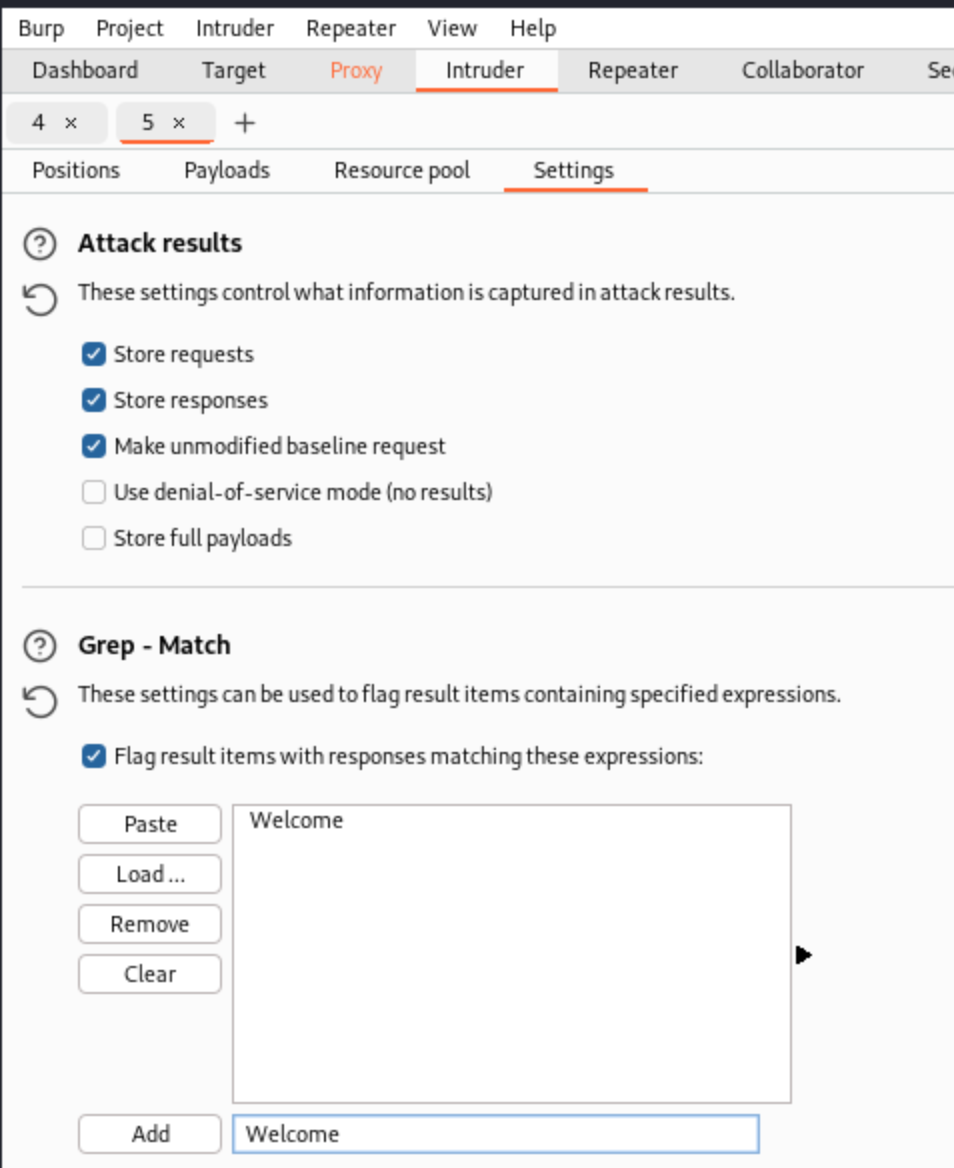 Burp Project Intruder Repeater View Help
Dashboard Target Proxy Intruder Repeater Collaborator
4 × 5 × +
Positions Payloads Resource pool Settings
Attack results
These settings control what information is captured in attack results.
Store requests
Store responses
Make unmodified baseline request
Use denial-of-service mode (no results)
Store full payloads
Grep - Match
These settings can be used to flag result items containing specified expressions.
Flag result items with responses matching these expressions:
Paste
Welcome
Load ...
Remove
Clear
Add
Welcome